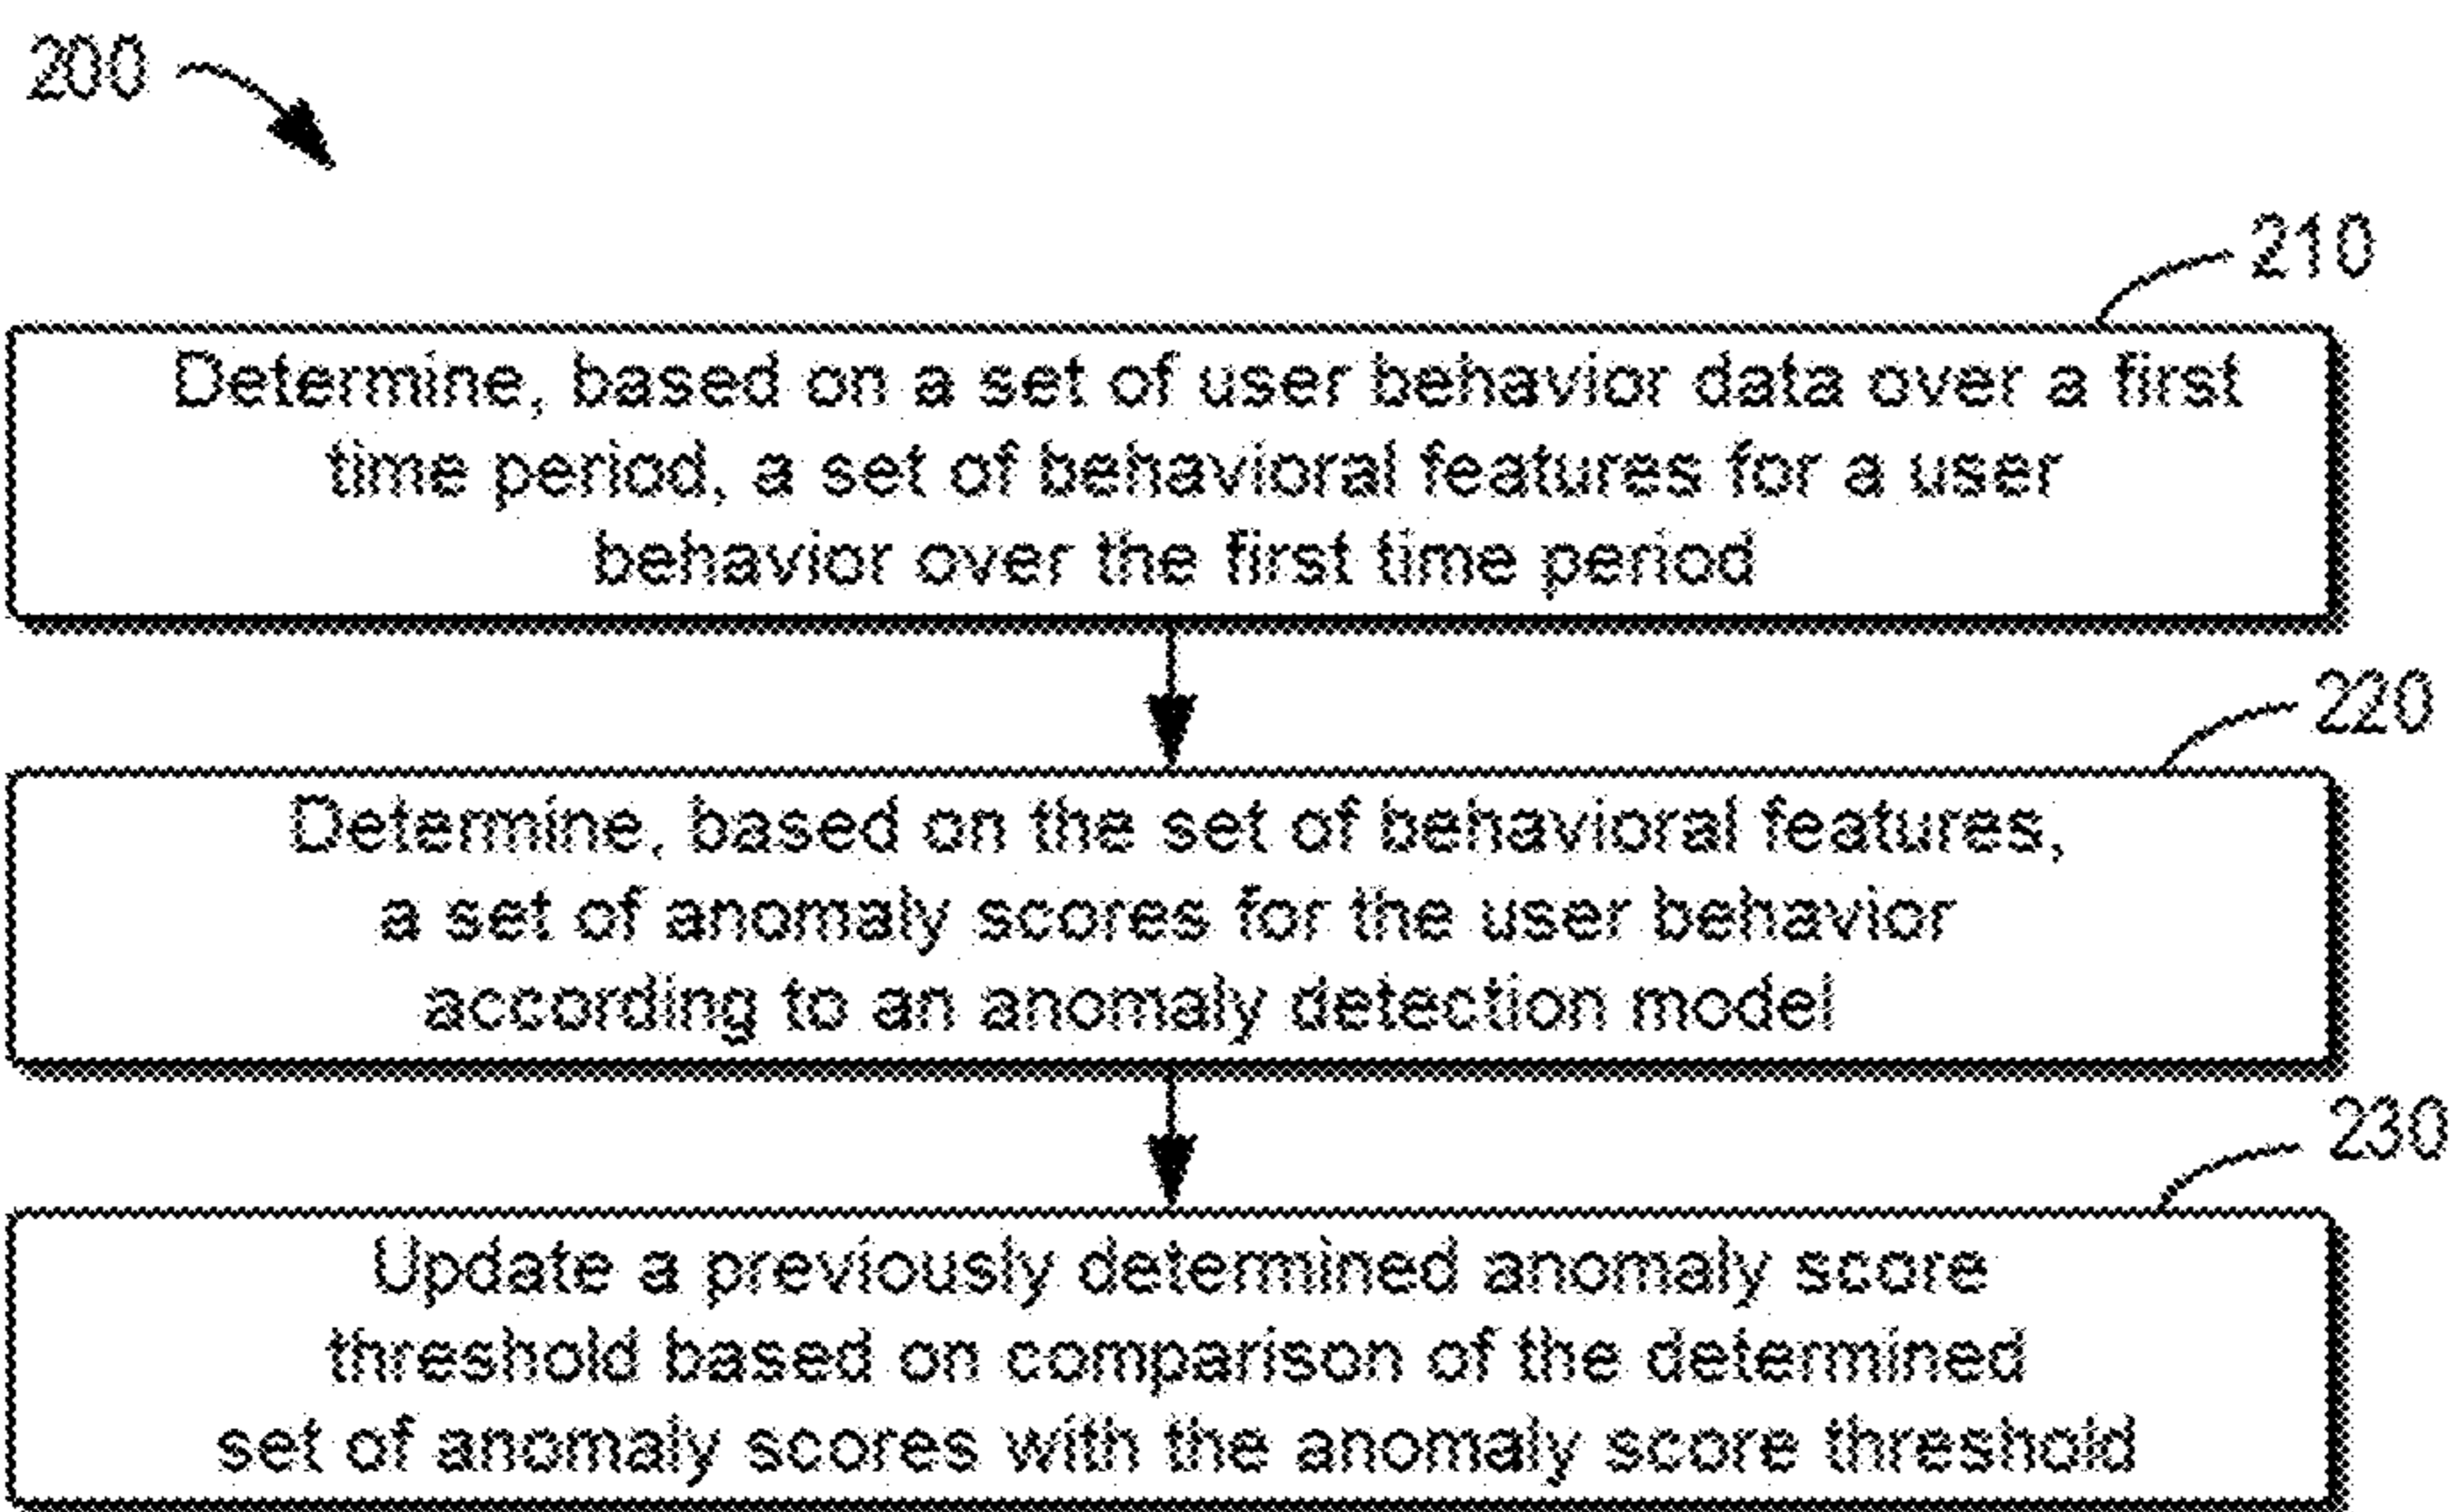 200
210
Determine, based on a set of user behavior data over a first
time period, a set of behavioral features for a user
behavior over the first time period
220
Determine, based on the set of behavioral features,
a set of anomaly scores for the user behavior
according to an anomaly detection model
230
Update a previously determined anomaly score
threshold based on comparison of the determined
set of anomaly scores with the anomaly score threshold